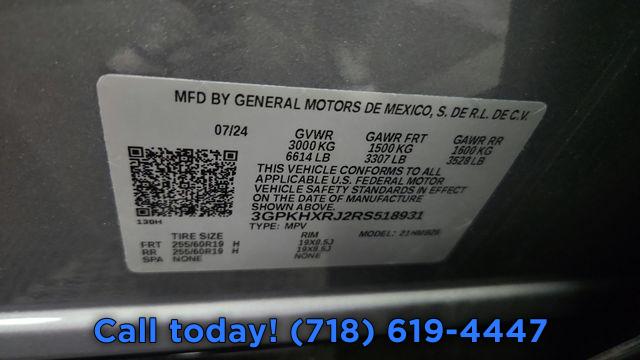 MFD BY GENERAL MOTORS DE MEXICO, S. DE R.L. DE C.V.
07/24 GVWR GAWR FRT GAWR RR
3000 KG 1500 KG 1600 KG
6614 LB 3307 LB 3528 LB
THIS VEHICLE CONFORMS TO ALL
APPLICABLE U.S. FEDERAL MOTOR
VEHICLE SAFETY STANDARDS IN EFFECT
ON THE DATE OF MANUFACTURE
SHOWN ABOVE.
3GPKHXRJ2RS518931
130H TYPE: MPV MODEL:
TIRE SIZE RIM
FRT 255/60R19 H 19X8.5J
RR 255/60R19 H 19X8.5J
SPA NONE NONE
Call today! (718) 619-4447